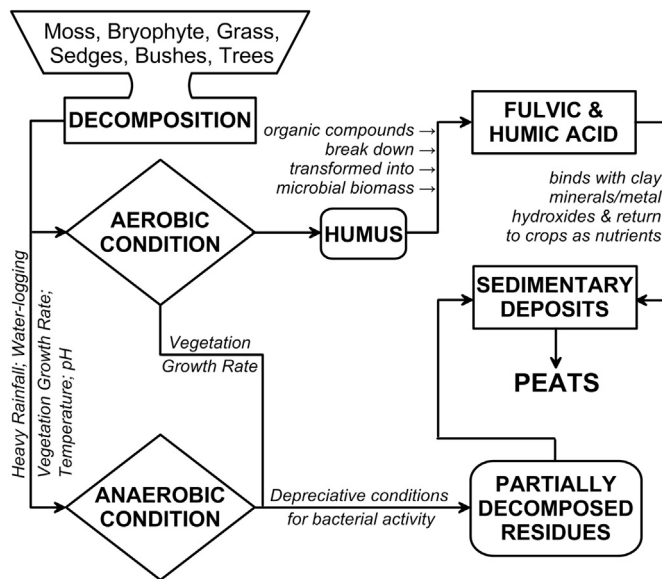 Moss, Bryophyte, Grass,
Sedges, Bushes, Trees
DECOMPOSITION
organic compounds →
break down →
transformed into →
microbial biomass →
FULVIC &
HUMIC ACID
AEROBIC
CONDITION
HUMUS
binds with clay
minerals/metal
hydroxides & return
to crops as nutrients
SEDIMENTARY
DEPOSITS
PEATS
Vegetation
Growth Rate
Heavy Rainfall; Water-logging
Vegetation Growth Rate;
Temperature; pH
ANAEROBIC
CONDITION
Depreciative conditions
for bacterial activity
PARTIALLY
DECOMPOSED
RESIDUES